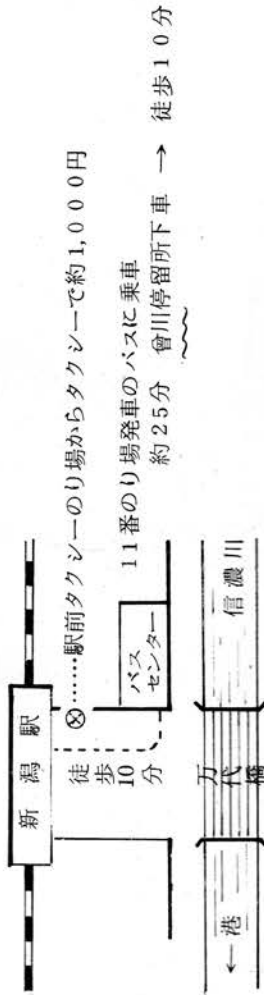 新潟駅
⊗……駅前タクシーのり場からタクシーで約1,000円
徒歩10分
バスセンター
11番のり場発車のバスに乗車
約25分 曾川停留所下車 → 徒歩10分
万代橋
信濃川
←港